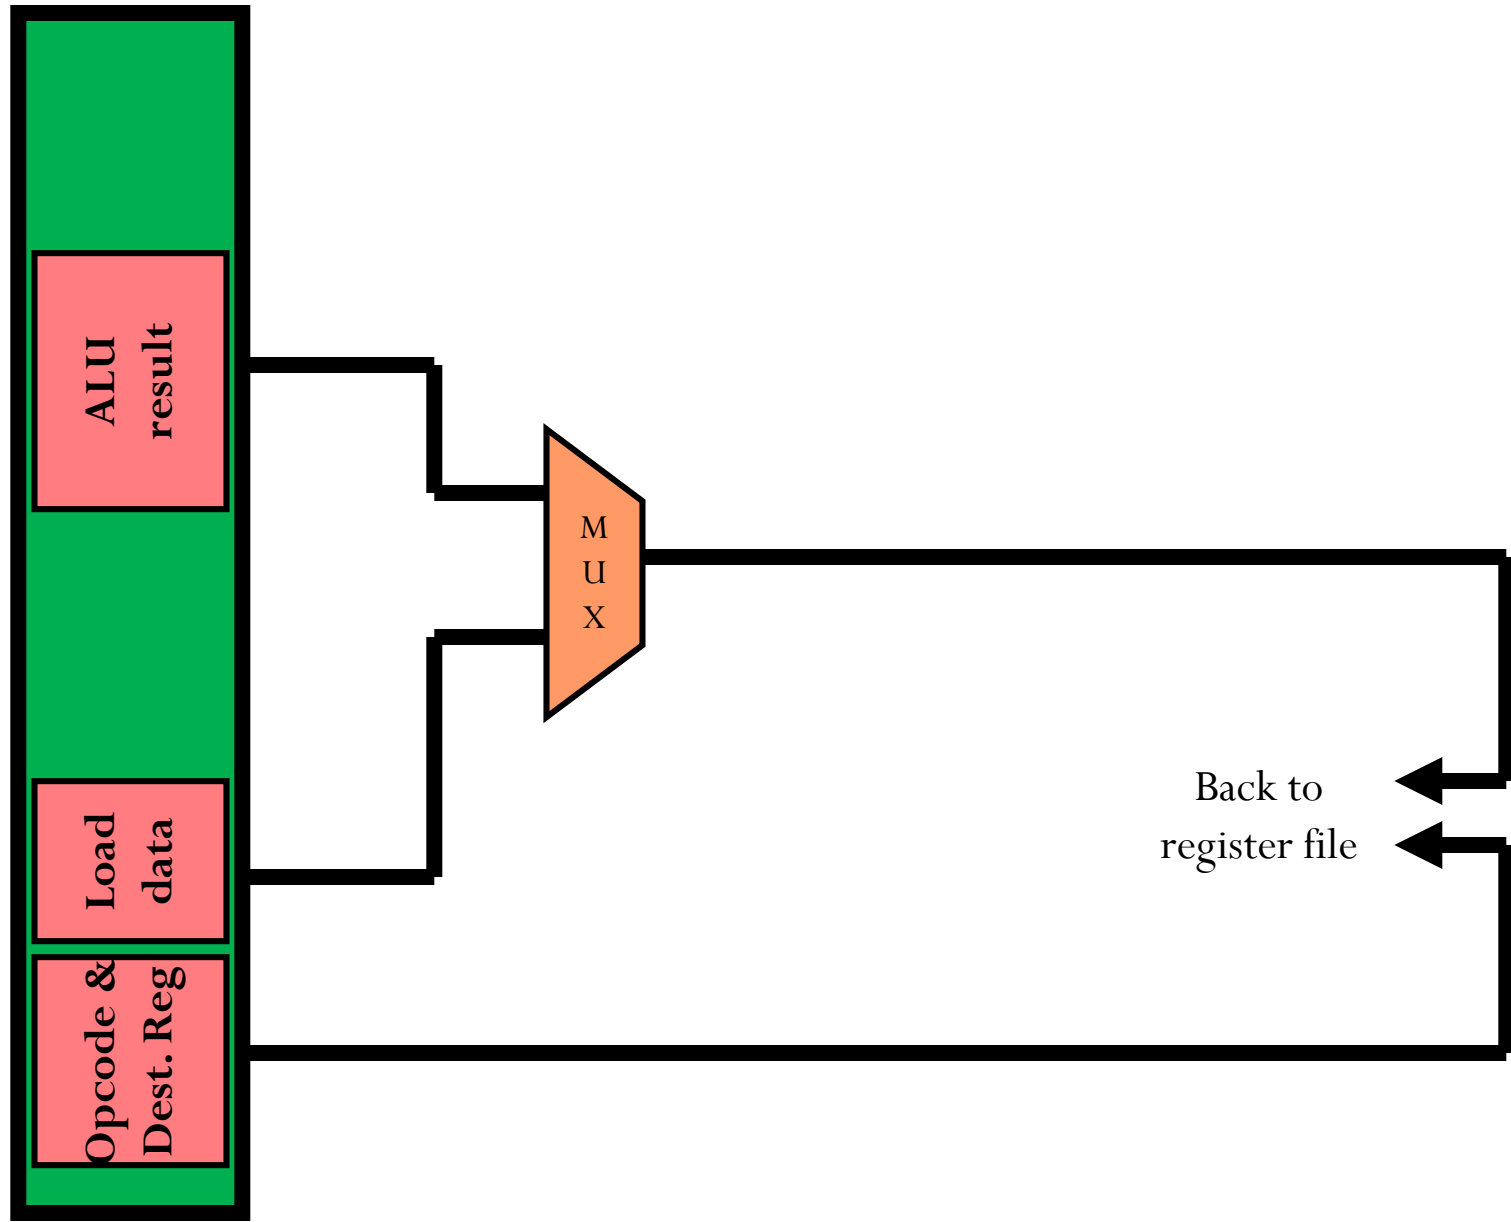 ALU
result
M
U
X
Back to
register file
Load
data
Opcode &
Dest. Reg